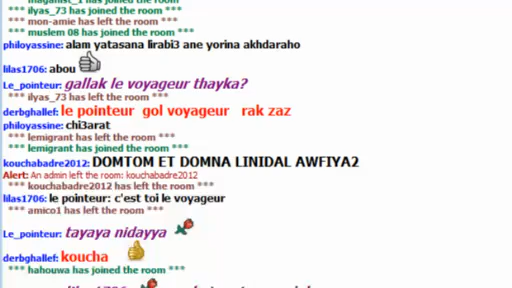 *** ilyas_73 has joined the room ***
*** mon-amie has left the room ***
*** muslem 08 has joined the room ***
philoyassine: alam yatasana lirabi3 ane yorina akhdaraho
lilas1706: abou
Le_pointeur: gallak le voyageur thayka?
*** ilyas_73 has left the room ***
derbghallef: le pointeur gol voyageur rak zaz
philoyassine: chi3arat
*** lemigrant has left the room ***
*** lemigrant has joined the room ***
kouchabadre2012: DOMTOM ET DOMNA LINIDAL AWFIYA2
Alert: An admin left the room: kouchabadre2012
*** kouchabadre2012 has left the room ***
lilas1706: le pointeur: c'est toi le voyageur
*** amico1 has left the room ***
Le_pointeur: tayaya nidayya
derbghallef: koucha
*** hahouwa has joined the room ***